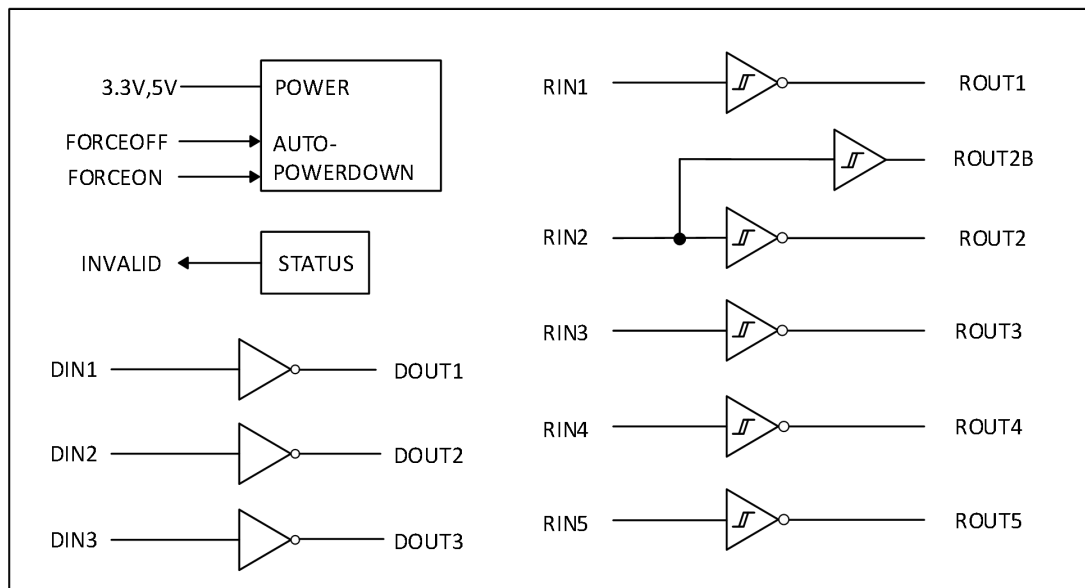 3.3V,5V
POWER
FORCEOFF
AUTO-
FORCEON
POWERDOWN
INVALID
STATUS
DIN1
DOUT1
DIN2
DOUT2
DIN3
DOUT3
RIN1
ROUT1
ROUT2B
RIN2
ROUT2
RIN3
ROUT3
RIN4
ROUT4
RIN5
ROUT5